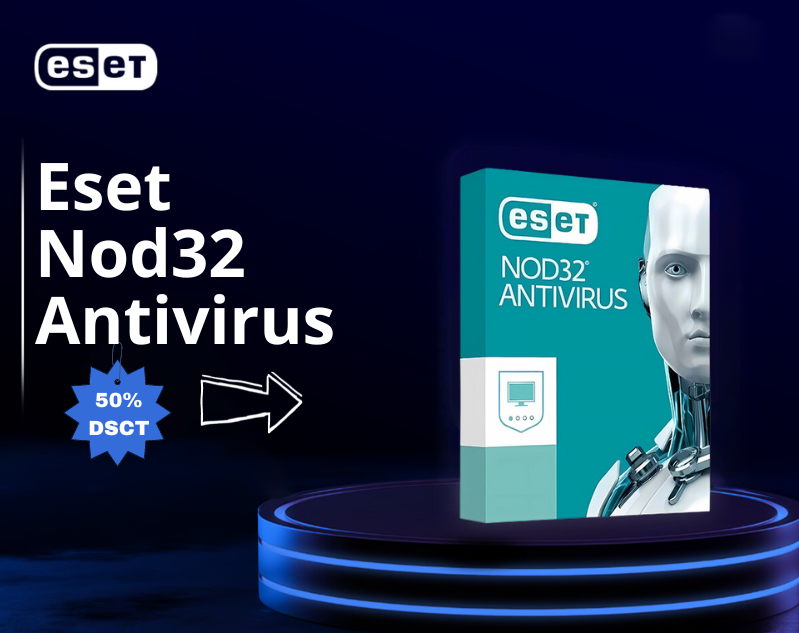 eset
Eset
Nod32
Antivirus
50%
DSCT
eset®
NOD32®
ANTIVIRUS